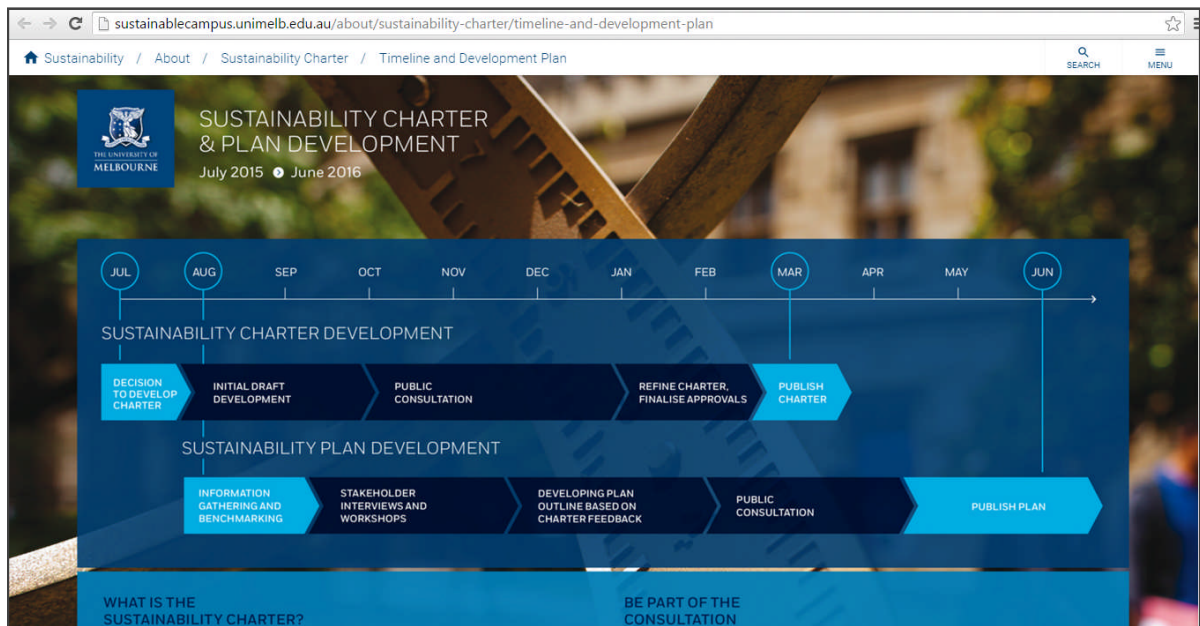 sustainablecampus.unimelb.edu.au/about/sustainability-charter/timeline-and-development-plan
Sustainability / About / Sustainability Charter / Timeline and Development Plan
SEARCH
MENU
THE UNIVERSITY OF
MELBOURNE
SUSTAINABILITY CHARTER
& PLAN DEVELOPMENT
July 2015 June 2016
JUL AUG SEP OCT NOV DEC JAN FEB MAR APR MAY JUN
SUSTAINABILITY CHARTER DEVELOPMENT
DECISION
TO DEVELOP
CHARTER
INITIAL DRAFT
DEVELOPMENT
PUBLIC
CONSULTATION
REFINE CHARTER,
FINALISE APPROVALS
PUBLISH
CHARTER
SUSTAINABILITY PLAN DEVELOPMENT
INFORMATION
GATHERING AND
BENCHMARKING
STAKEHOLDER
INTERVIEWS AND
WORKSHOPS
DEVELOPING PLAN
OUTLINE BASED ON
CHARTER FEEDBACK
PUBLIC
CONSULTATION
PUBLISH PLAN
WHAT IS THE
SUSTAINABILITY CHARTER?
BE PART OF THE
CONSULTATION